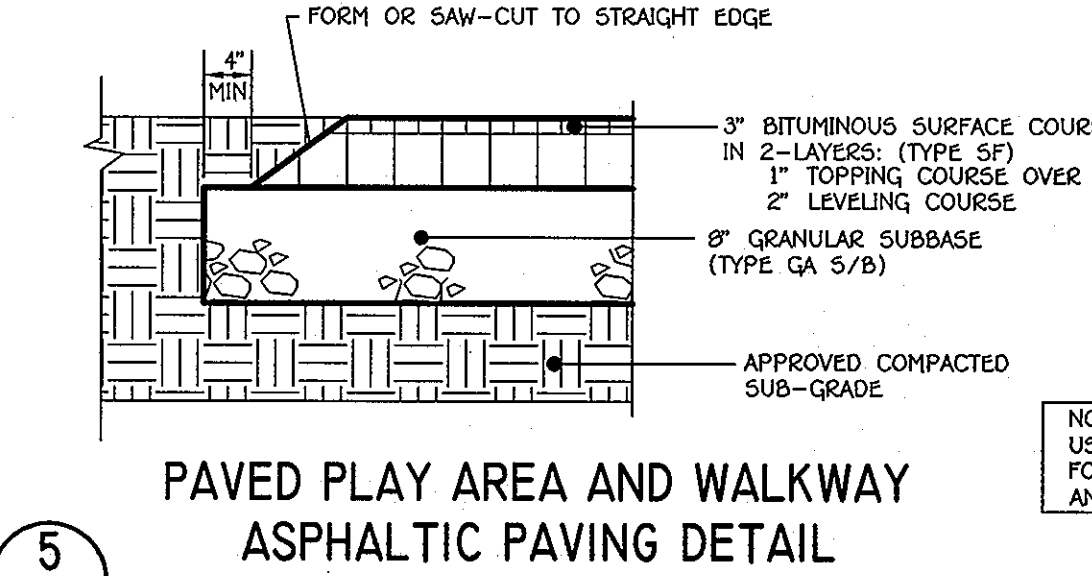 FORM OR SAW-CUT TO STRAIGHT EDGE
4"
MIN
3" BITUMINOUS SURFACE COURS
IN 2-LAYERS: (TYPE SF)
1" TOPPING COURSE OVER
2" LEVELING COURSE
8" GRANULAR SUBBASE
(TYPE GA S/B)
APPROVED COMPACTED
SUB-GRADE
NO
US
FO
AN
PAVED PLAY AREA AND WALKWAY
ASPHALTIC PAVING DETAIL
5